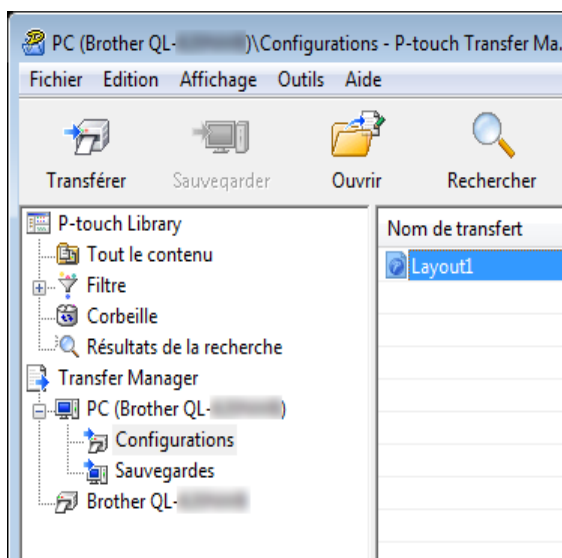 PC (Brother QL- )\Configurations - P-touch Transfer Ma..
Fichier Edition Affichage Outils Aide
Transférer Sauvegarder Ouvrir Rechercher
P-touch Library
Tout le contenu
Filtre
Corbeille
Résultats de la recherche
Transfer Manager
PC (Brother QL- )
Configurations
Sauvegardes
Brother QL-
Nom de transfert
Layout1